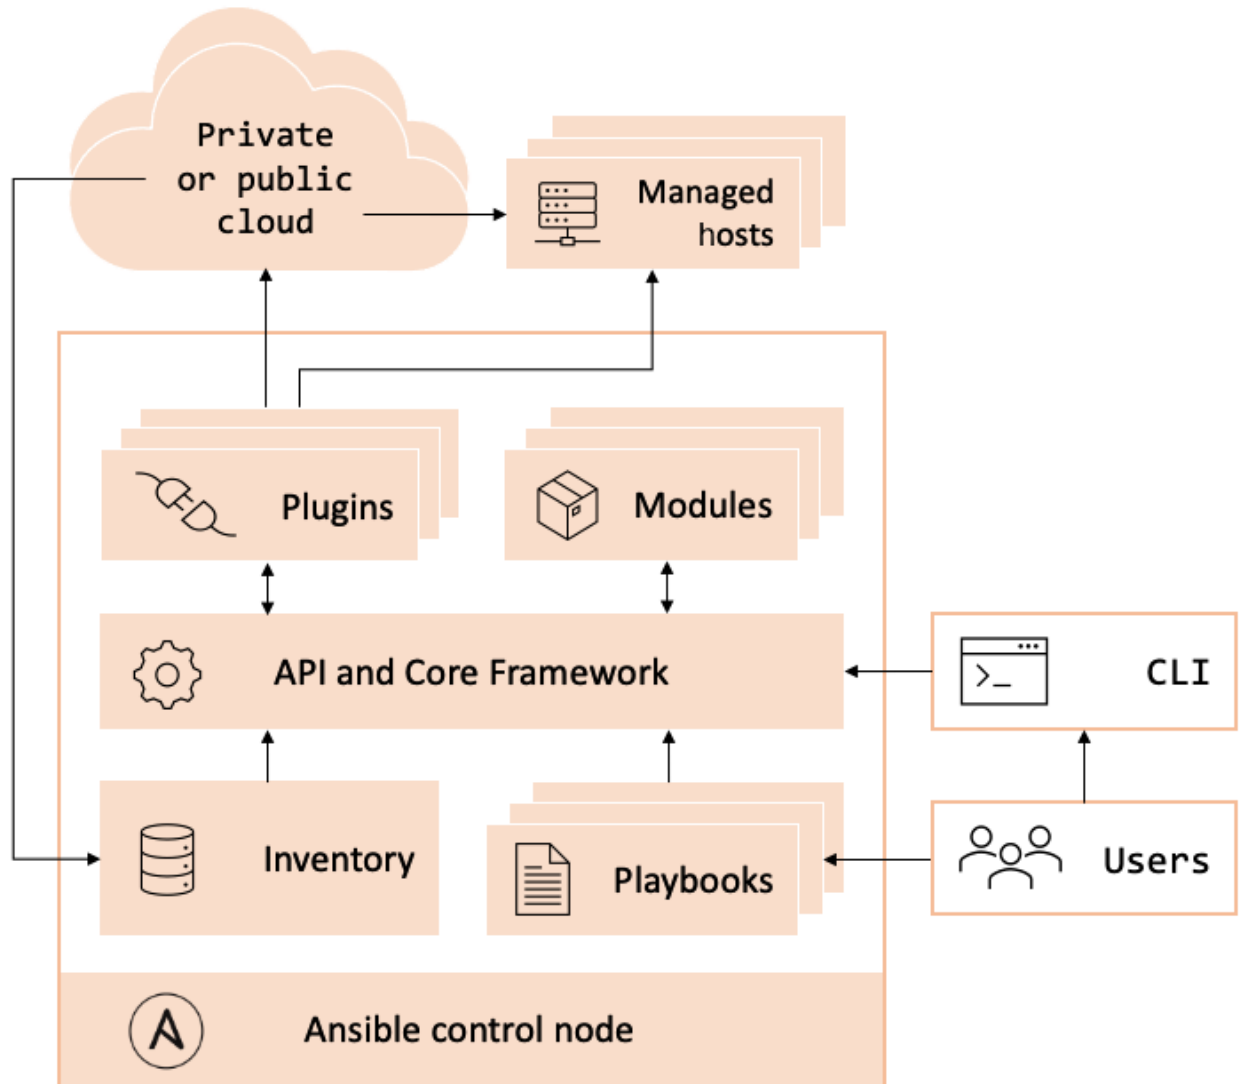 Private
or public
cloud
Managed
hosts
Plugins
Modules
API and Core Framework
>_
CLI
Inventory
Playbooks
Users
Ansible control node